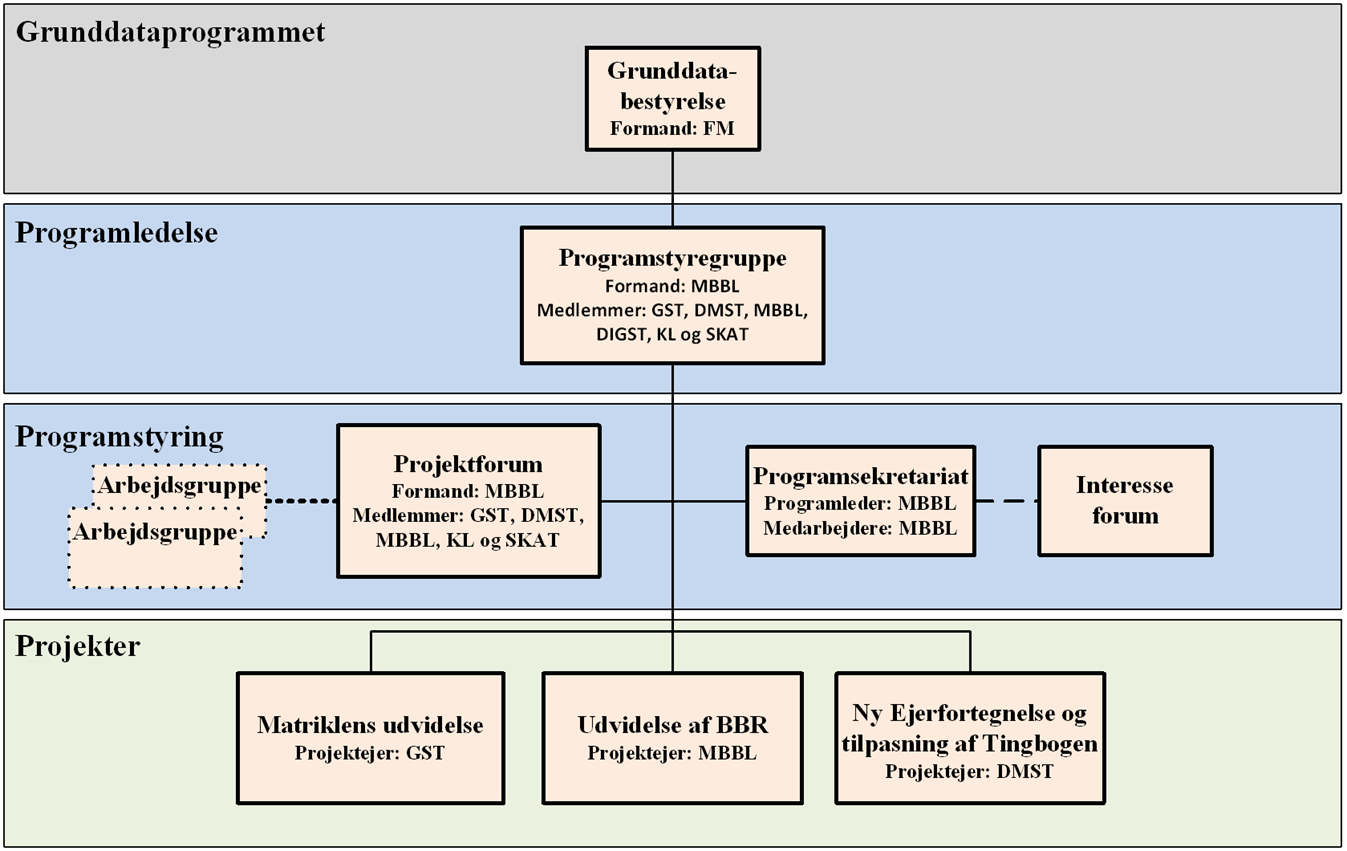 Grunddataprogrammet
Grunddata-
bestyrelse
Formand: FM
Programledelse
Programstyregruppe
Formand: MBBL
Medlemmer: GST, DMST, MBBL,
DIGST, KL og SKAT
Programstyring
Arbejdsgruppe
Arbejdsgruppe
Projektforum
Formand: MBBL
Medlemmer: GST, DMST,
MBBL, KL og SKAT
Programsekretariat
Programleder: MBBL
Medarbejdere: MBBL
Interesse
forum
Projekter
Matriklens udvidelse
Projektejer: GST
Udvidelse af BBR
Projektejer: MBBL
Ny Ejerfortegnelse og
tilpasning af Tingbogen
Projektejer: DMST